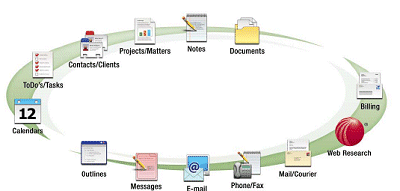 Notes
Documents
Projects/Matters
Contacts/Clients
ToDo's/Tasks
12
Calendars
Billing
Web Research
Mail/Courier
Phone/Fax
E-mail
@
Messages
Outlines